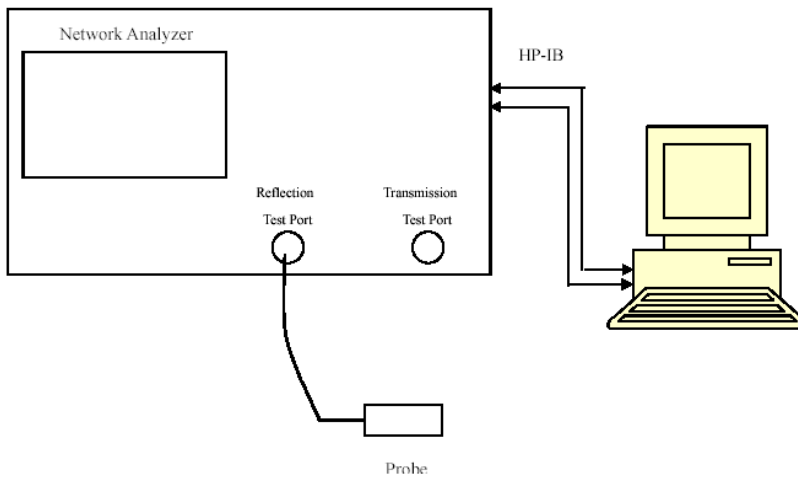 Network Analyzer
HP-IB
Reflection
Test Port
Transmission
Test Port
Probe